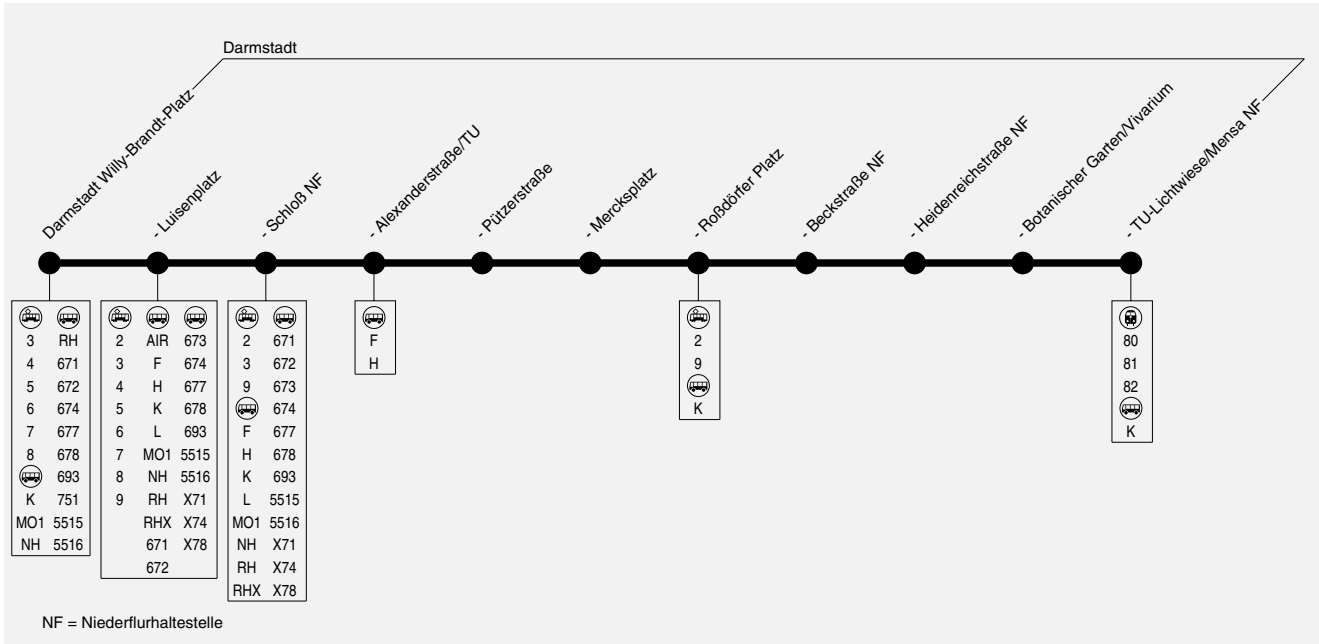 Darmstadt
Darmstadt Willy-Brandt-Platz
- Luisenplatz
- Schloß NF
- Alexanderstraße/TU
- Pützerstraße
- Mercksplatz
- Roßdörfer Platz
- Beckstraße NF
- Heidenreichstraße NF
- Botanischer Garten/Vivarium
- TU-Lichtwiese/Mensa NF
3 RH
4 671
5 672
6 674
7 677
8 678
693
K 751
MO1 5515
NH 5516
2 AIR 673
3 F 674
4 H 677
5 K 678
6 L 693
7 MO1 5515
8 NH 5516
9 RH X71
RHX X74
671 X78
672
2 671
3 672
9 673
674
F 677
H 678
K 693
L 5515
MO1 5516
NH X71
RH X74
RHX X78
F
H
2
9
K
80
81
82
K
NF = Niederflurhaltestelle